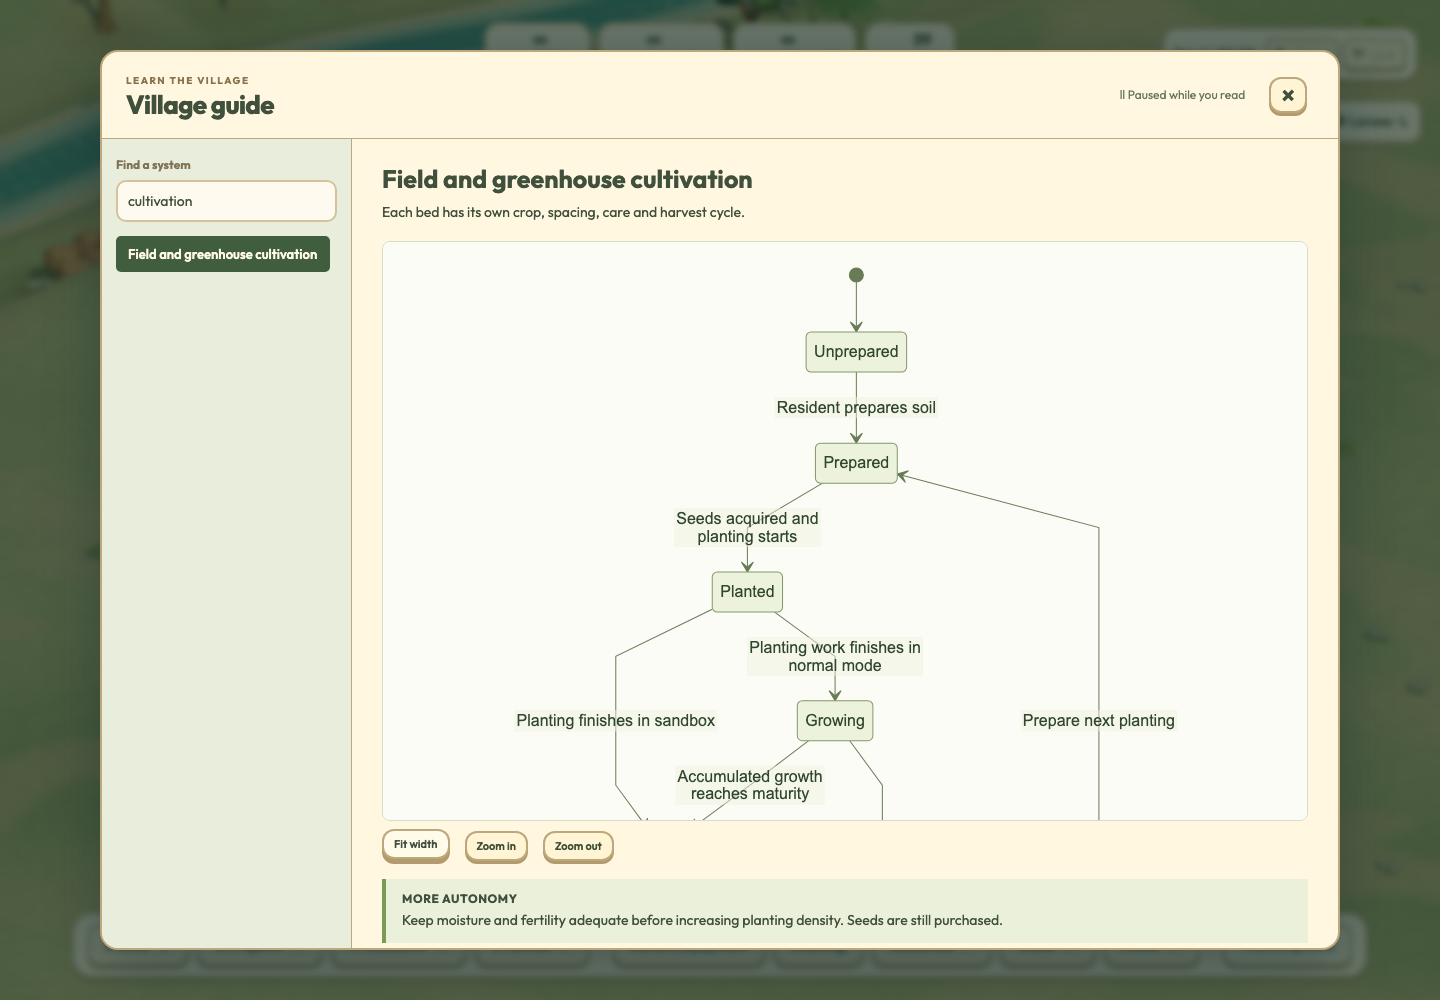 LEARN THE VILLAGE
Village guide
II Paused while you read
Find a system
cultivation
Field and greenhouse cultivation
Field and greenhouse cultivation
Each bed has its own crop, spacing, care and harvest cycle.
Unprepared
Resident prepares soil
Prepared
Seeds acquired and
planting starts
Planted
Planting work finishes in
normal mode
Planting finishes in sandbox
Growing
Prepare next planting
Accumulated growth
reaches maturity
Fit width
Zoom in
Zoom out
MORE AUTONOMY
Keep moisture and fertility adequate before increasing planting density. Seeds are still purchased.